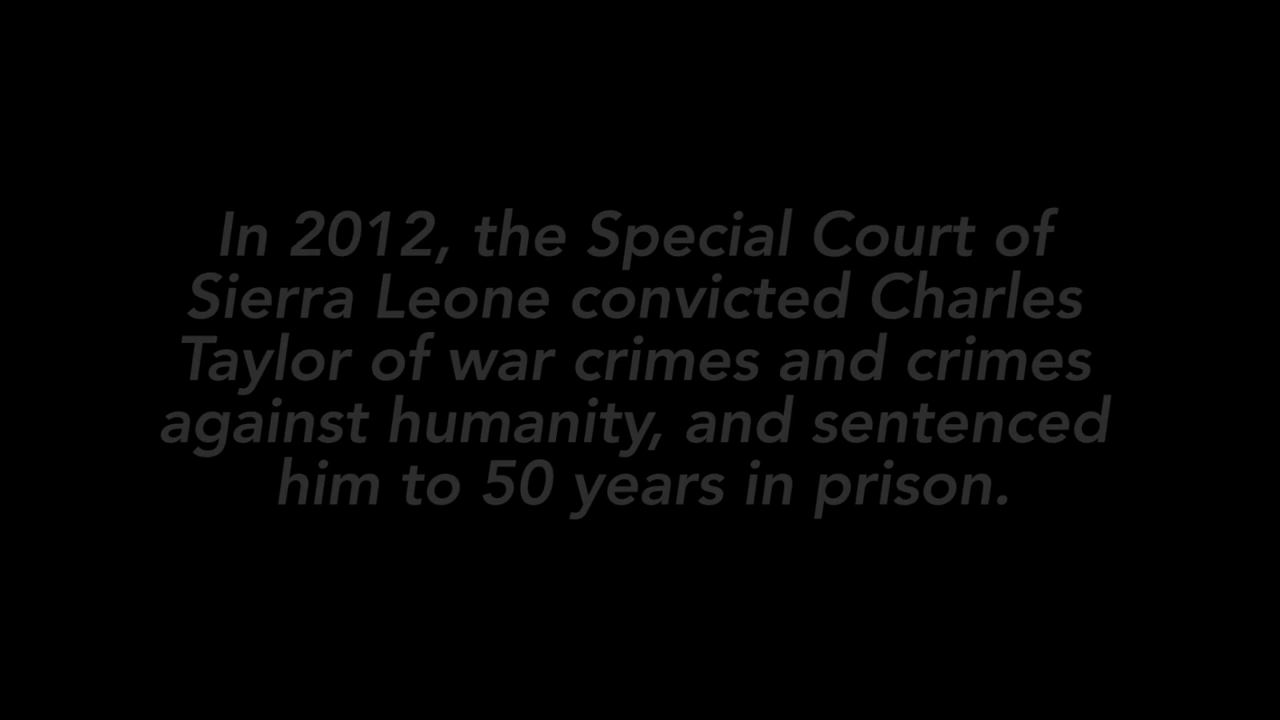 In 2012, the Special Court of
Sierra Leone convicted Charles
Taylor of war crimes and crimes
against humanity, and sentenced
him to 50 years in prison.